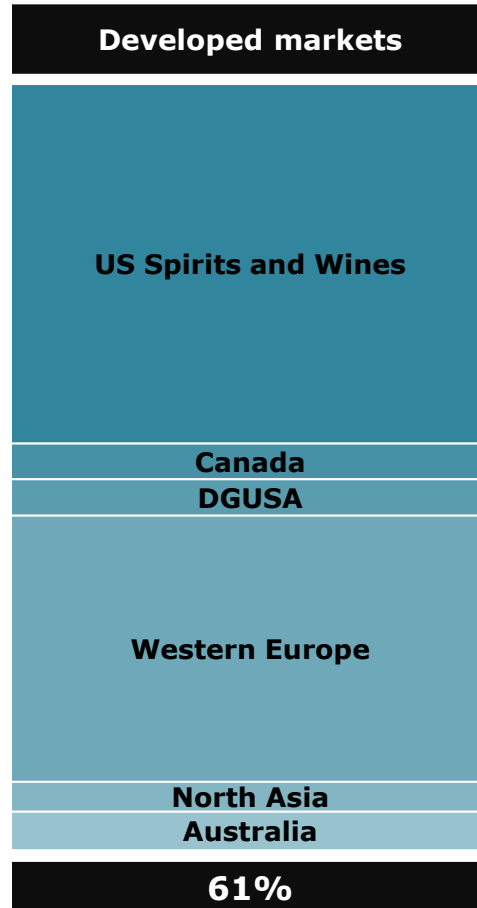 Developed markets
US Spirits and Wines
Canada
DGUSA
Western Europe
North Asia
Australia
61%